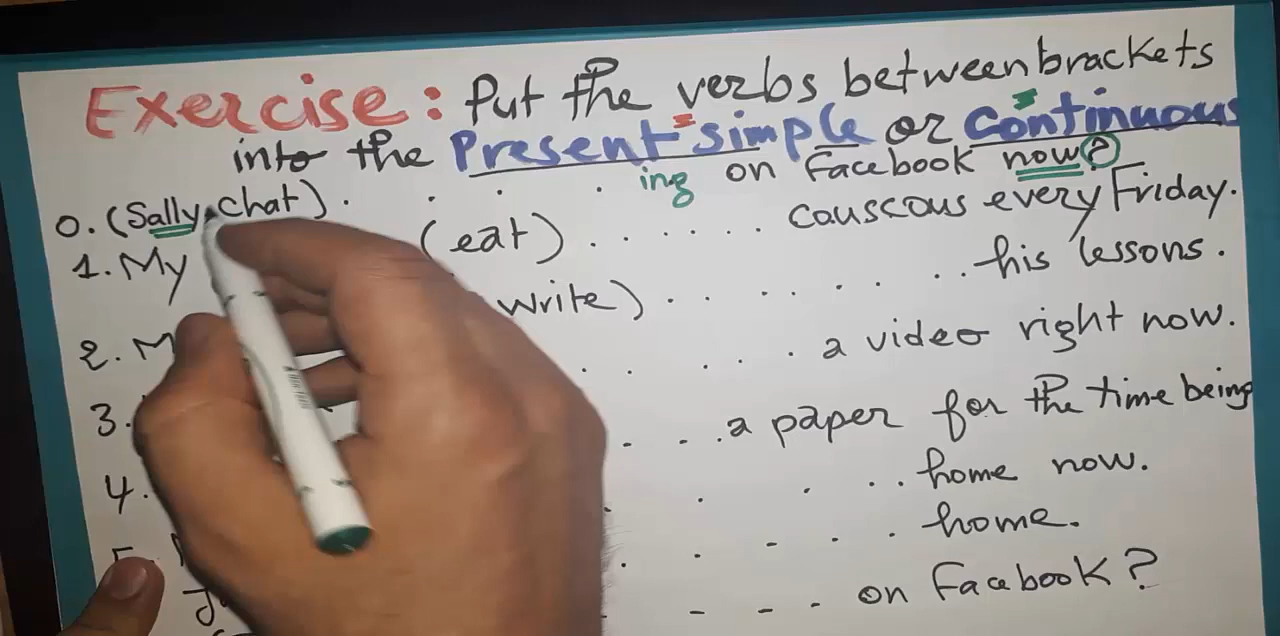 Exercise: Put the verbs between brackets
into the Present simple or Continuous
0. (Sally, chat). . . . ing on Facebook now?
1. My (eat) . . . . . . couscous every Friday.
2. M write) . . . . . . . his lessons.
3. . . . . a video right now.
4. . . . a paper for the time being
5. . . . . home now.
. . . . home.
. . . on Facebook?